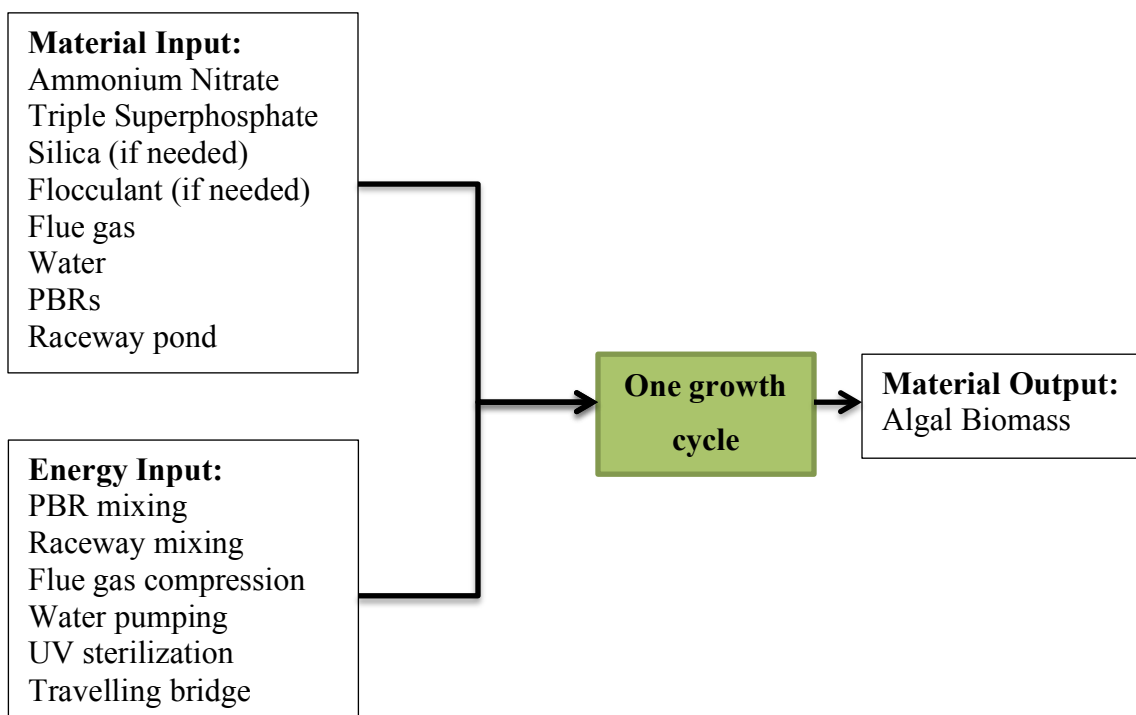 Material Input:
Ammonium Nitrate
Triple Superphosphate
Silica (if needed)
Flocculant (if needed)
Flue gas
Water
PBRs
Raceway pond
Energy Input:
PBR mixing
Raceway mixing
Flue gas compression
Water pumping
UV sterilization
Travelling bridge
One growth
cycle
Material Output:
Algal Biomass